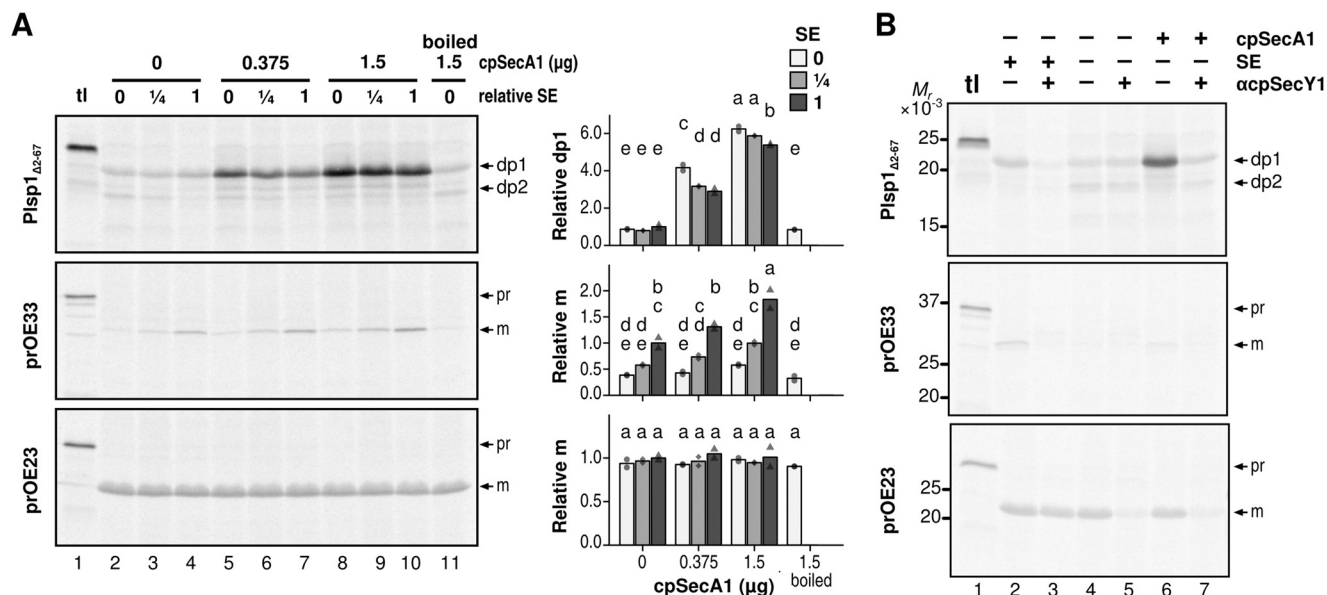 A
boiled
0 0.375 1.5 1.5 cpSecA1 (µg)
tl 0 ¼ 1 0 ¼ 1 0 ¼ 1 0 relative SE
Plsp1Δ2-67
dp1
dp2
prOE33
pr
m
prOE23
pr
m
1 2 3 4 5 6 7 8 9 10 11
SE
0
¼
1
Relative dp1
6.0
4.0
2.0
0.0
e e e c d d a a b e
Relative m
2.0
1.5
1.0
0.5
0.0
a
b b b
c d d c
d d d d
e e e e e
Relative m
1.0
0.5
0.0
a a a a a a a a a a
0 0.375 1.5 1.5
boiled
cpSecA1 (µg)
B
– – – – + + cpSecA1
+ + – – – – SE
tl – + – + – + αcpSecY1
Mr
×10-3
Plsp1Δ2-67
25
20
15
dp1
dp2
prOE33
37
25
20
pr
m
prOE23
25
20
pr
m
1 2 3 4 5 6 7